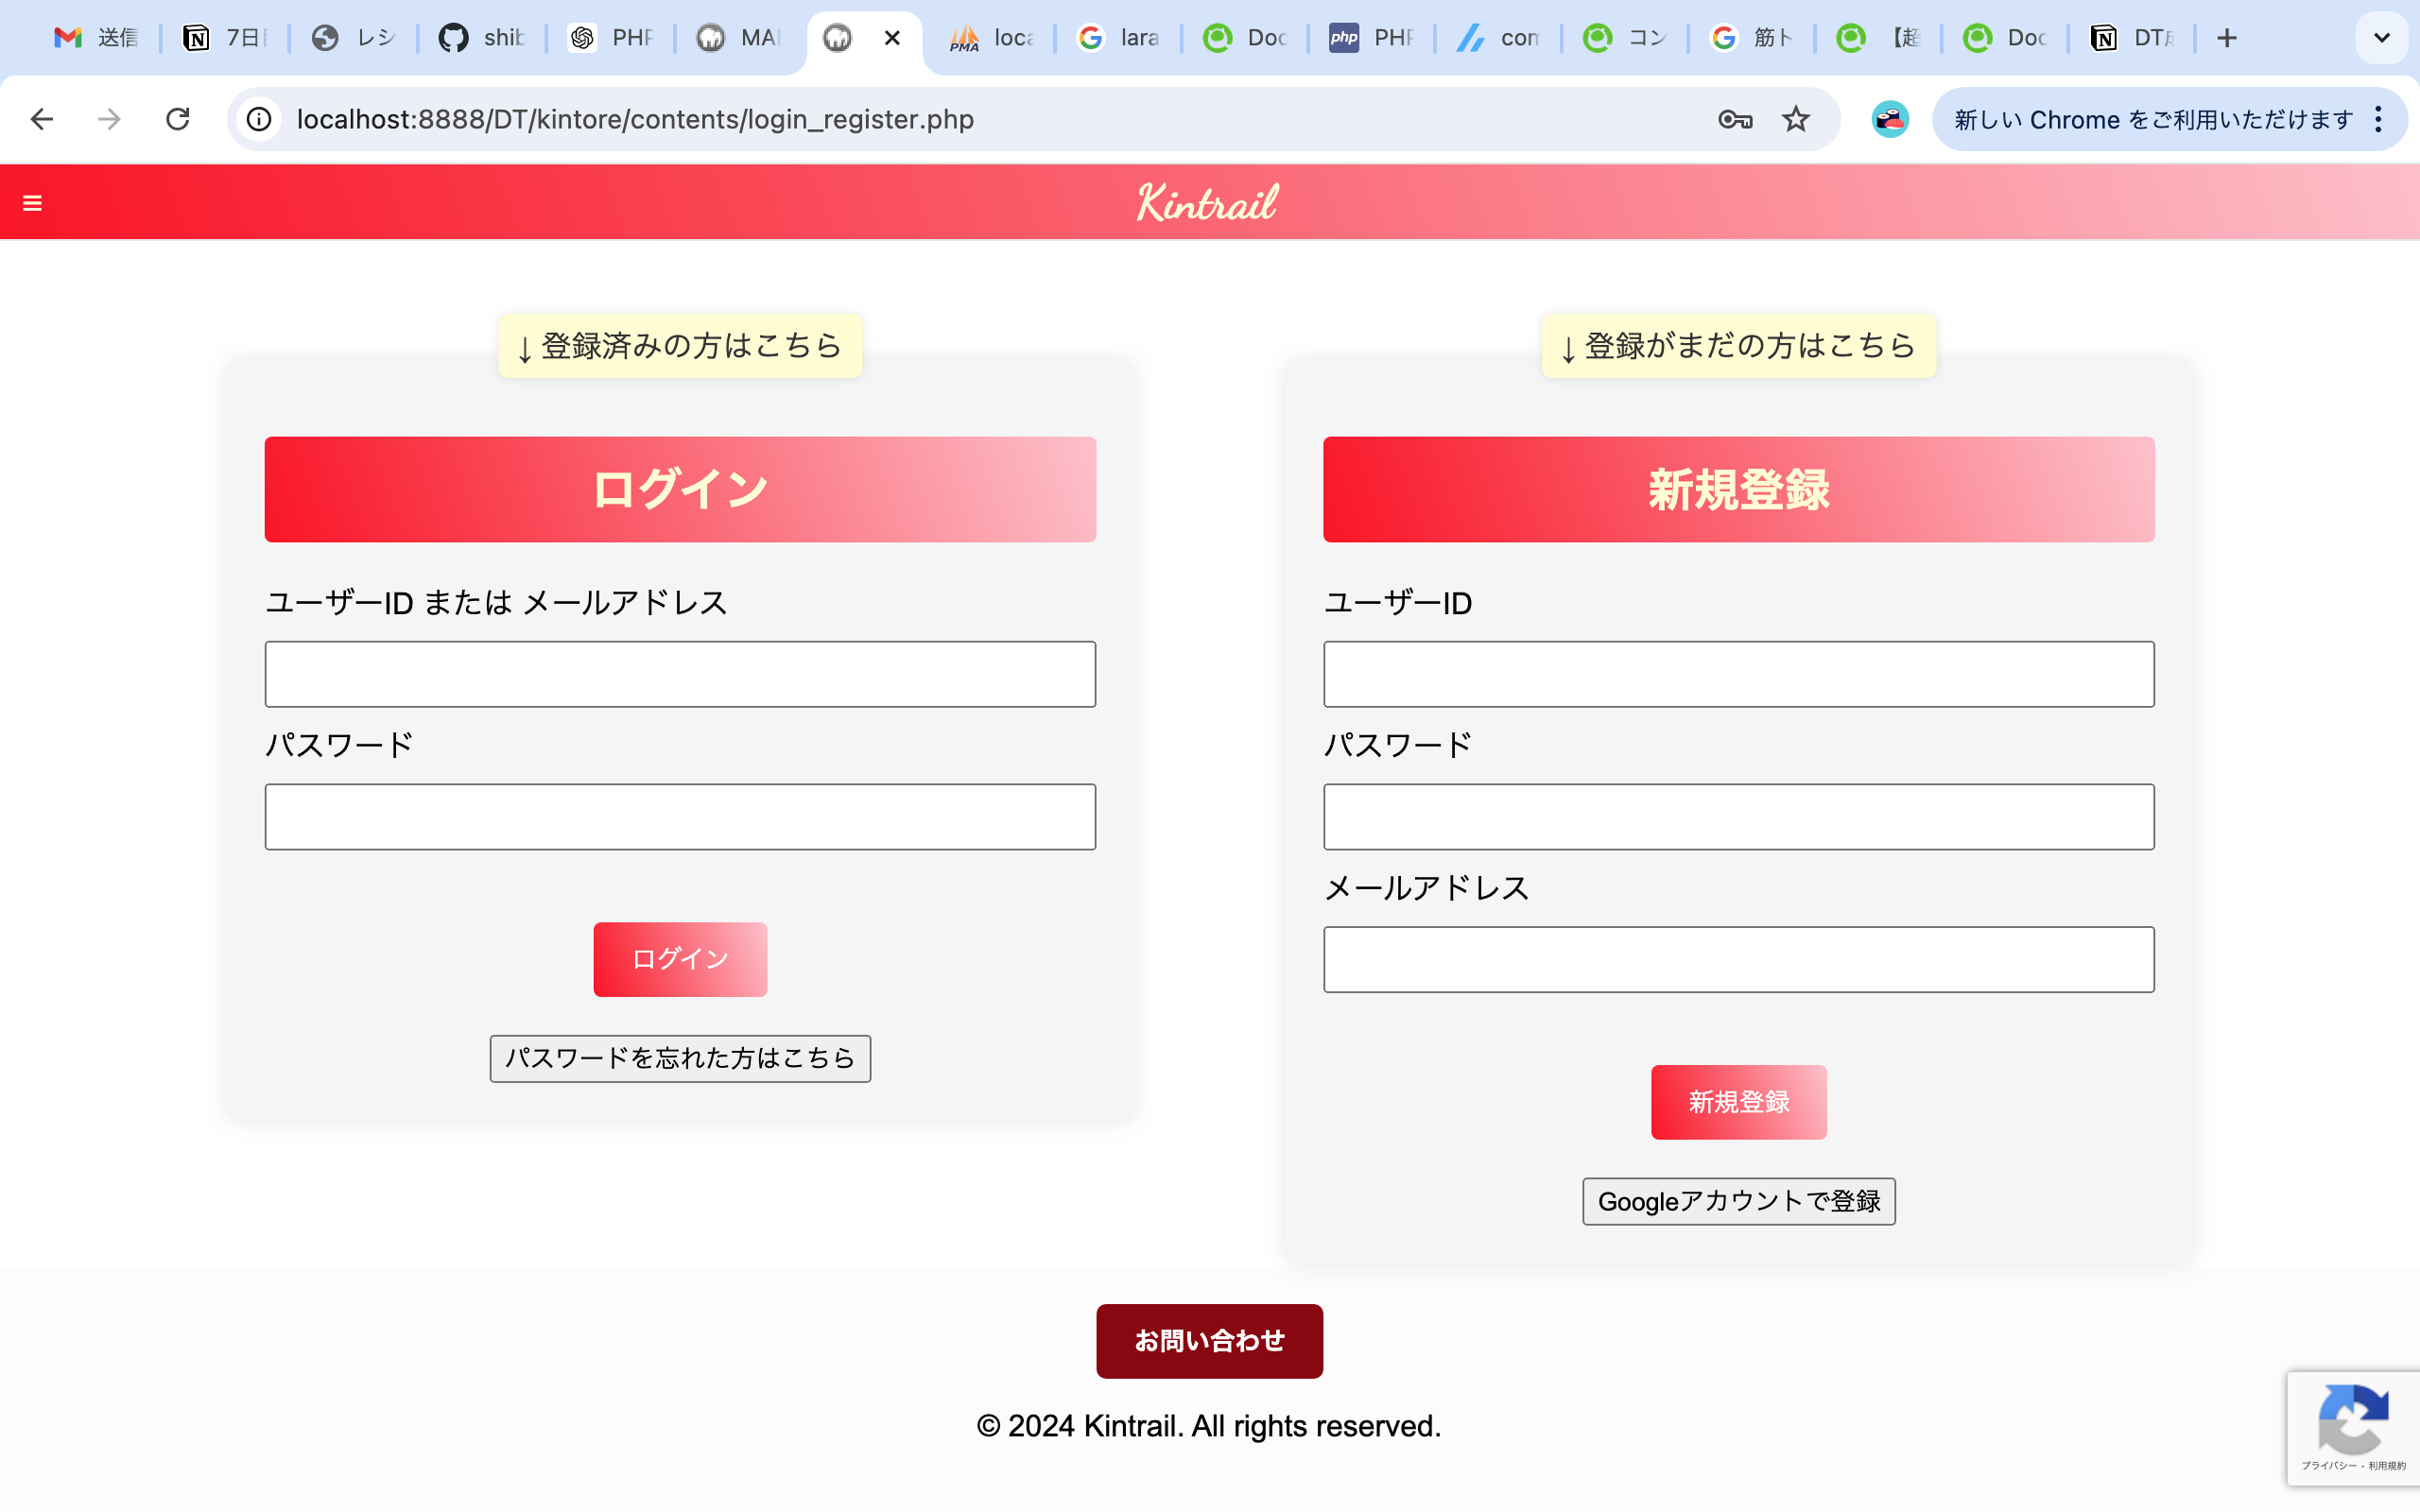 送信
7日
レシ
shib
PHP
MA
loca
lara
Doc
php
PHP
com
コン
筋ト
【超
Doc
DT
localhost:8888/DT/kintore/contents/login_register.php
新しい Chrome をご利用いただけます
Kintrail
↓登録済みの方はこちら
ログイン
ユーザーID または メールアドレス
パスワード
ログイン
パスワードを忘れた方はこちら
↓登録がまだの方はこちら
新規登録
ユーザーID
パスワード
メールアドレス
新規登録
Googleアカウントで登録
お問い合わせ
© 2024 Kintrail. All rights reserved.
プライバシー - 利用規約